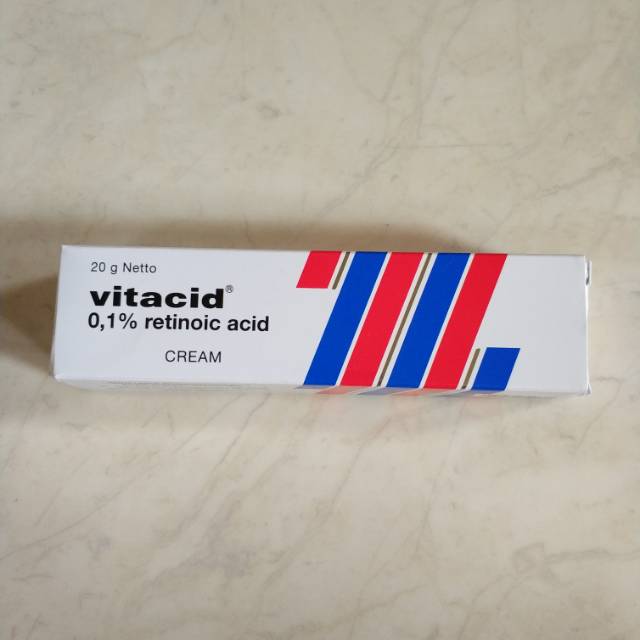 20 g Netto
vitacid®
0,1% retinoic acid
CREAM